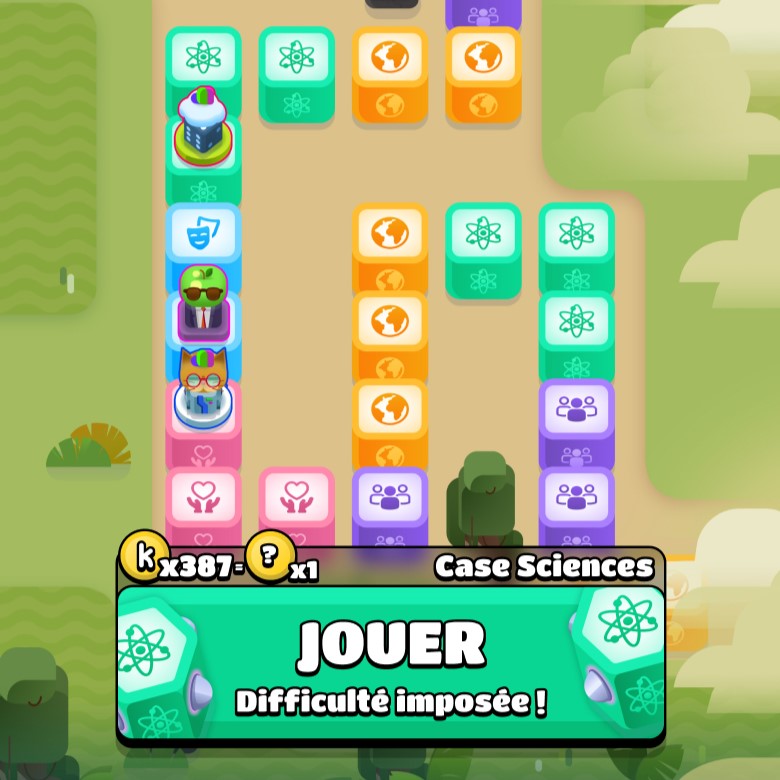 k x387= ? x1
Case Sciences
JOUER
Difficulté imposée !